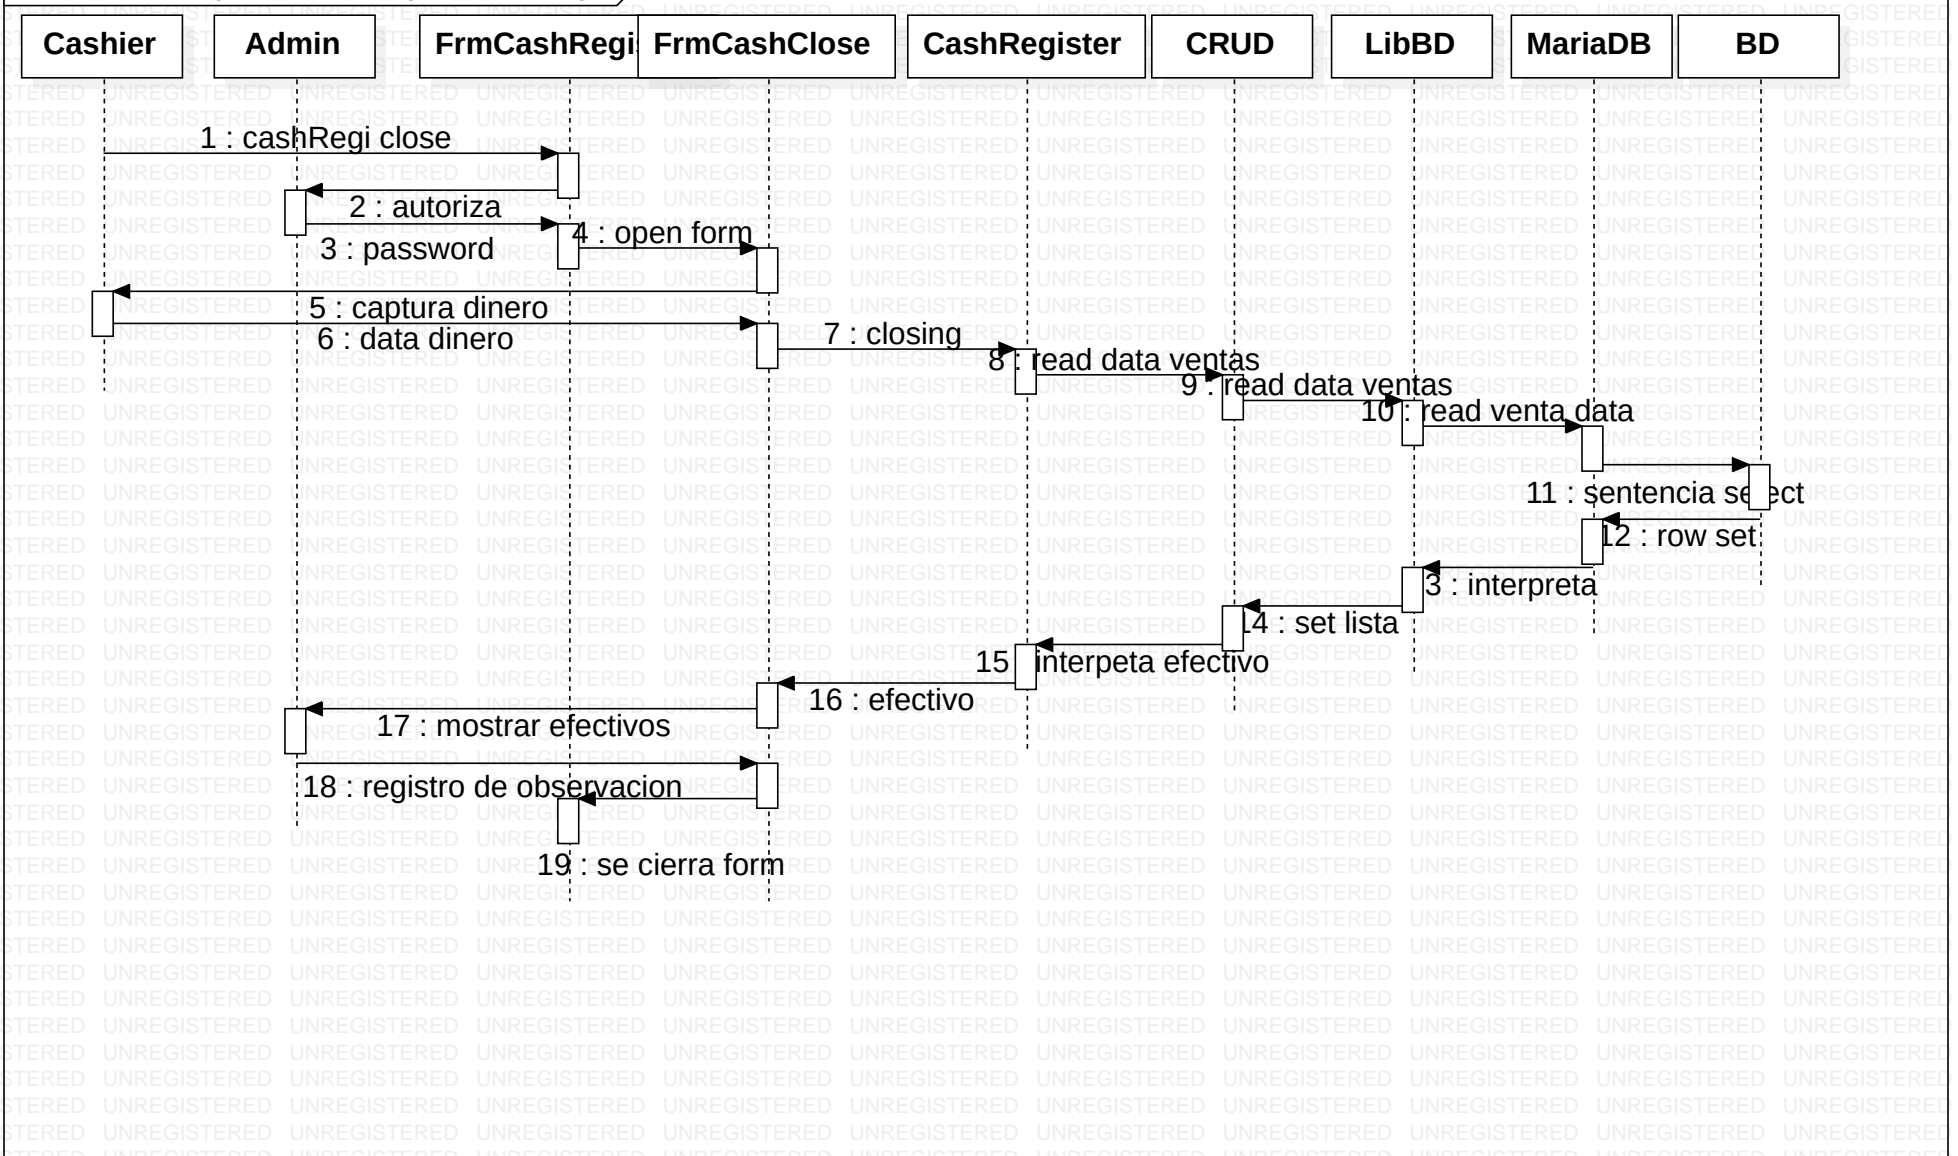 Cashier
Admin
FrmCashRegis
FrmCashClose
CashRegister
CRUD
LibBD
MariaDB
BD
1 : cashRegi close
2 : autoriza
3 : password
4 : open form
5 : captura dinero
6 : data dinero
7 : closing
8 : read data ventas
9 : read data ventas
10 : read venta data
11 : sentencia select
12 : row set
3 : interpreta
14 : set lista
15 interpeta efectivo
16 : efectivo
17 : mostrar efectivos
18 : registro de observacion
19 : se cierra form
UNREGISTERED